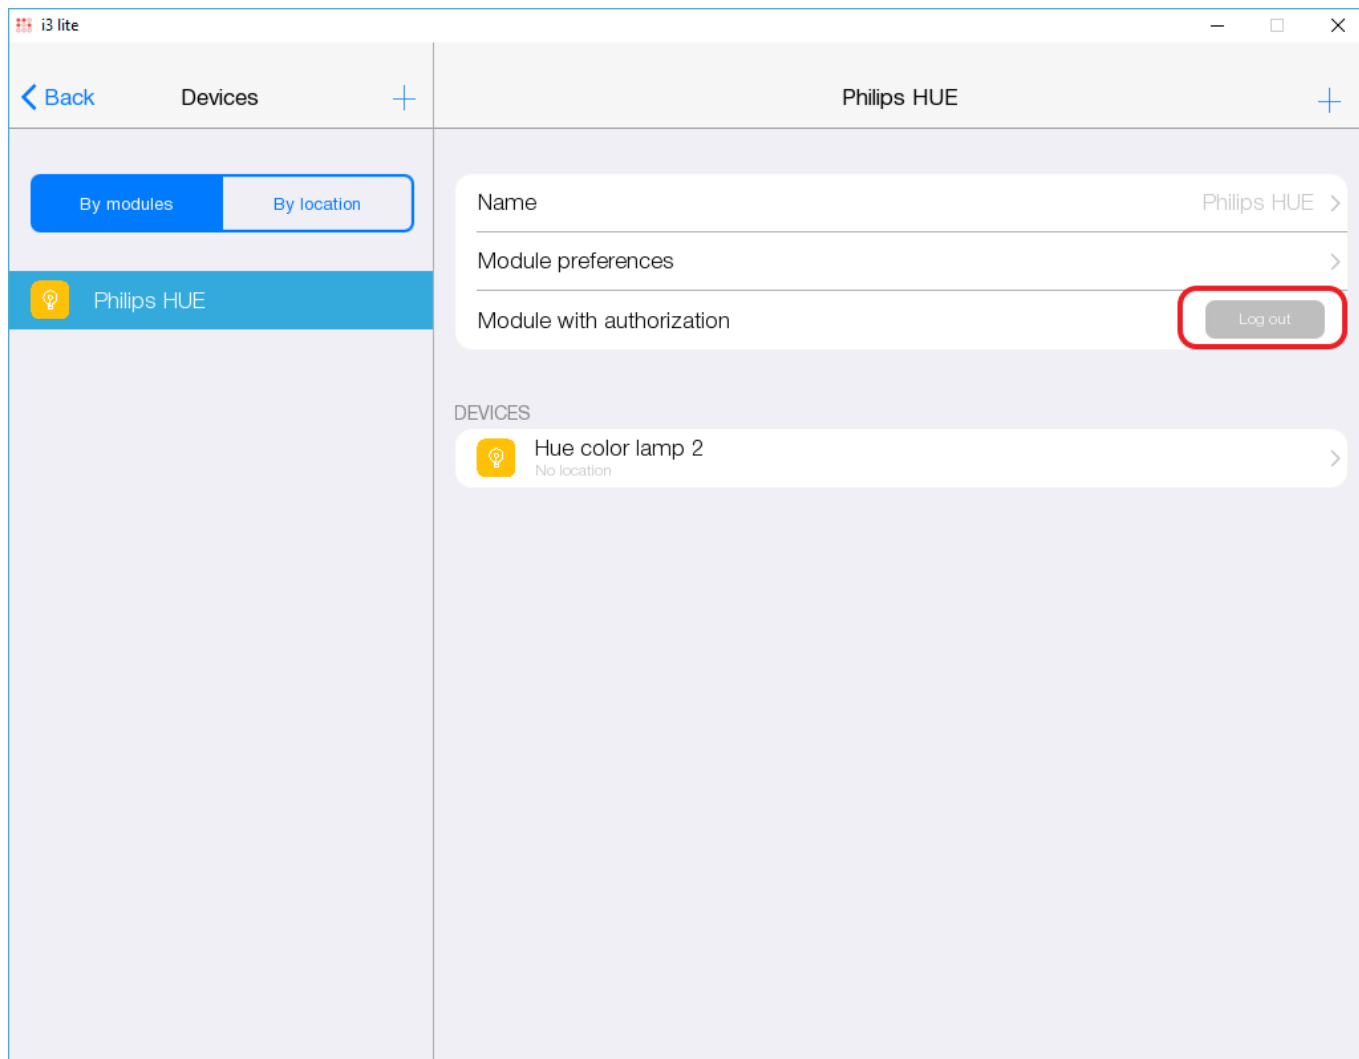 i3 lite
Back
Devices
Philips HUE
By modules
By location
Philips HUE
Name
Philips HUE
Module preferences
Module with authorization
Log out
DEVICES
Hue color lamp 2
No location